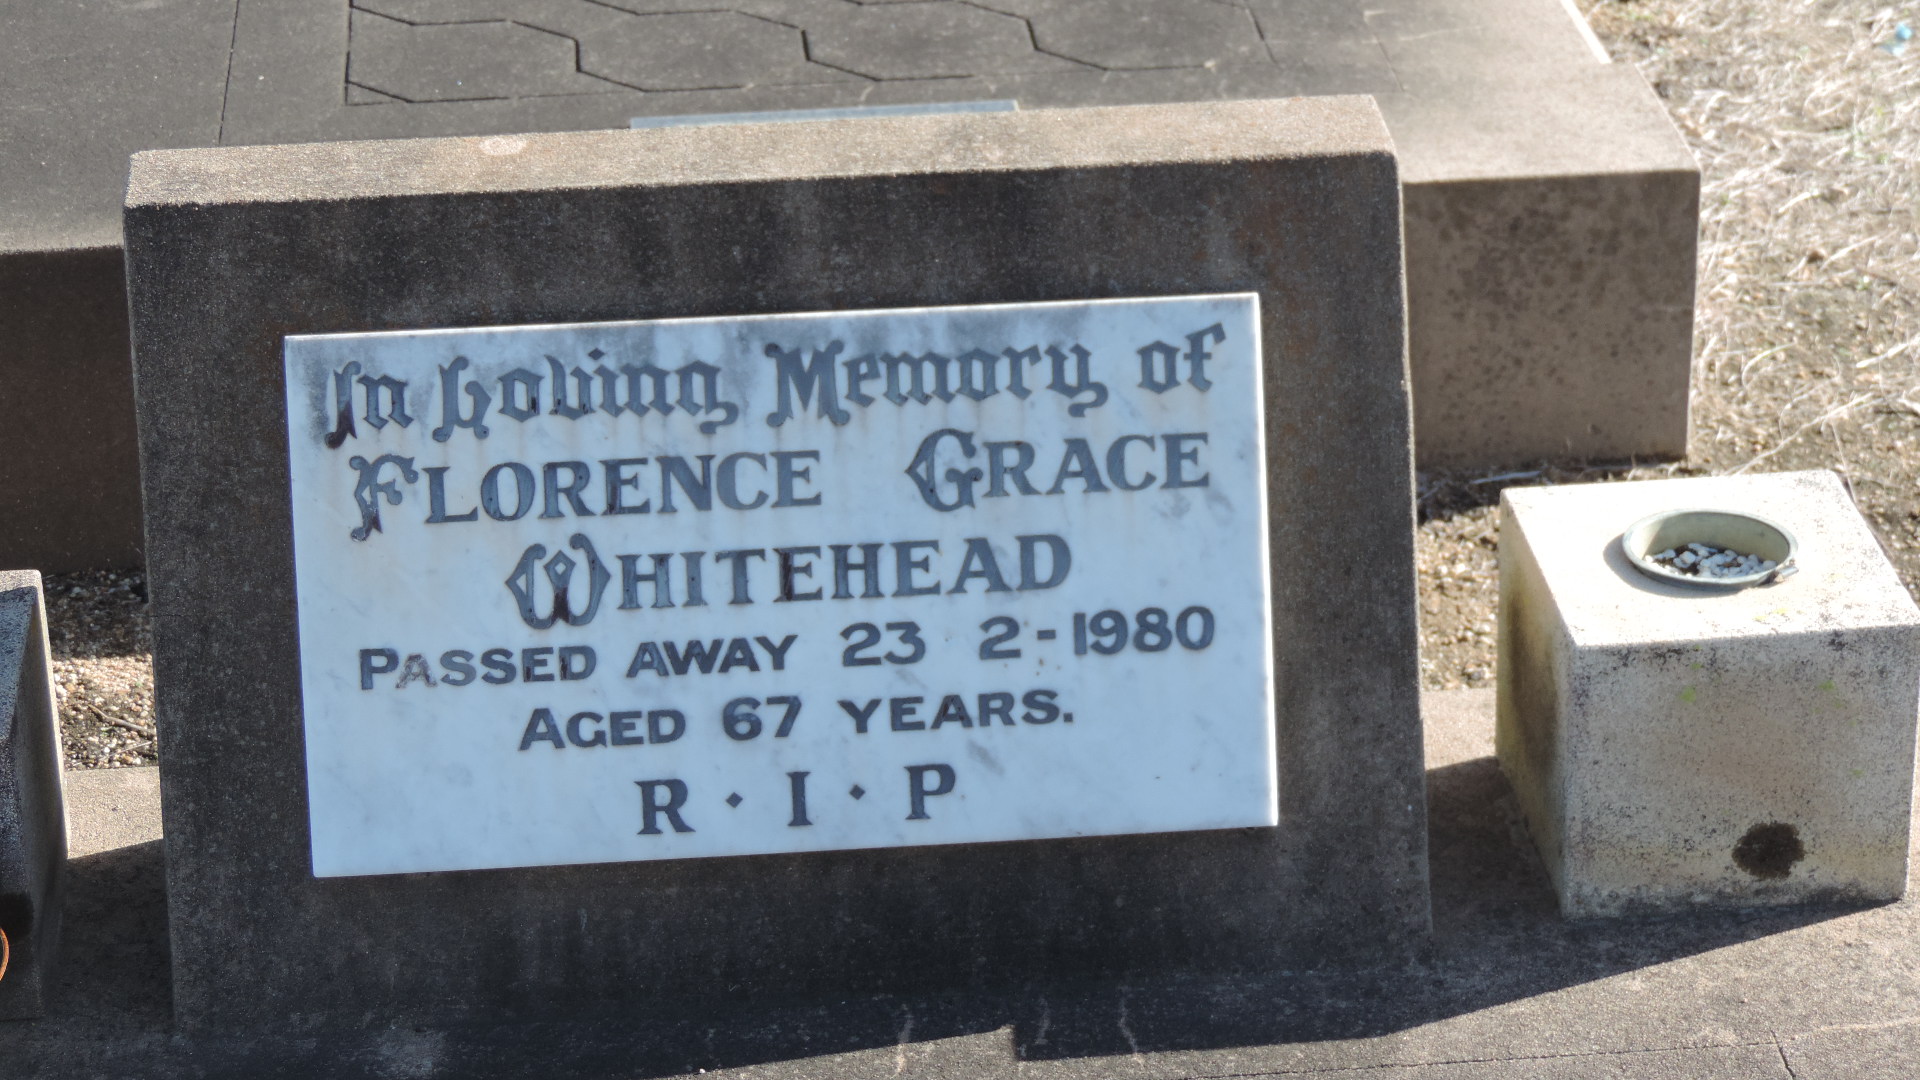 In Loving Memory of
FLORENCE GRACE
WHITEHEAD
PASSED AWAY 23 2-1980
AGED 67 YEARS.
R · I · P